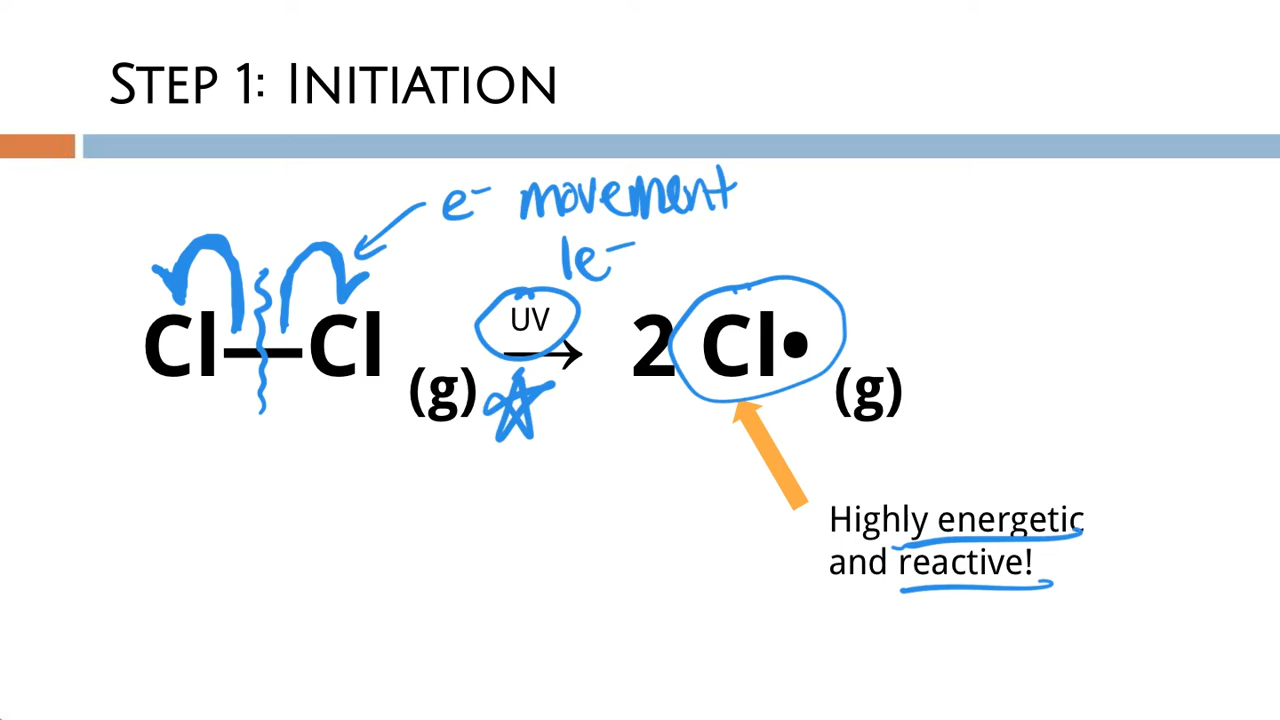 STEP 1: INITIATION
e⁻ movement
1e⁻
Cl—Cl (g) UV → 2 Cl• (g)
Highly energetic
and reactive!